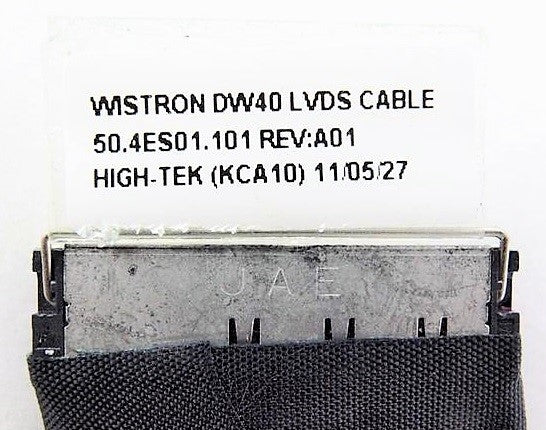 WISTRON DW40 LVDS CABLE
50.4ES01.101 REV:A01
HIGH-TEK (KCA10) 11/05/27
JAE